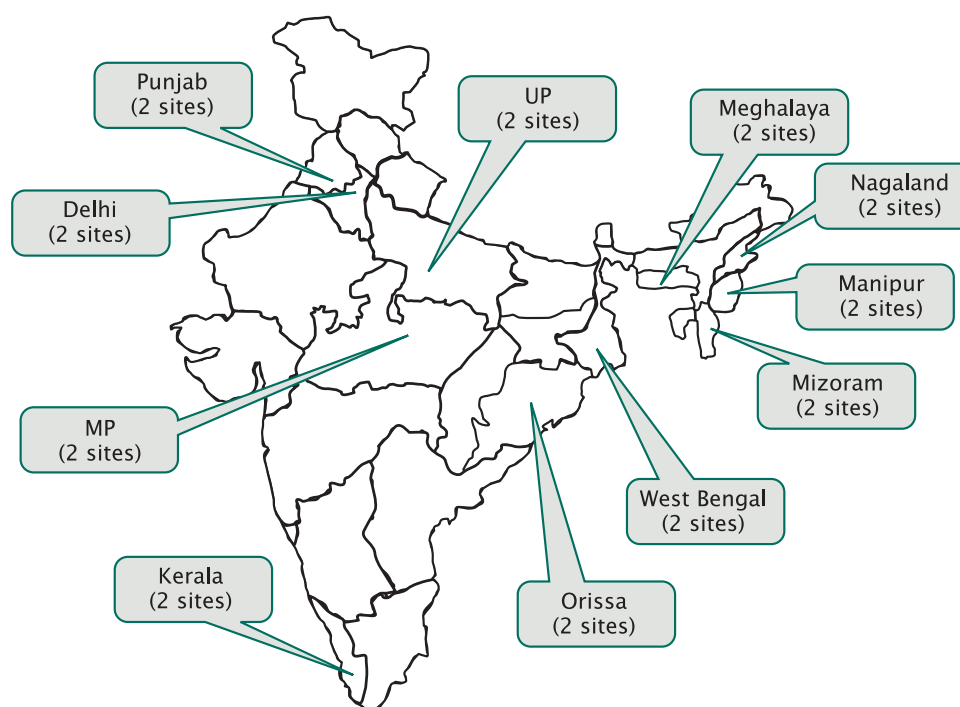 Punjab
(2 sites)
UP
(2 sites)
Meghalaya
(2 sites)
Nagaland
(2 sites)
Delhi
(2 sites)
Manipur
(2 sites)
Mizoram
(2 sites)
MP
(2 sites)
West Bengal
(2 sites)
Kerala
(2 sites)
Orissa
(2 sites)